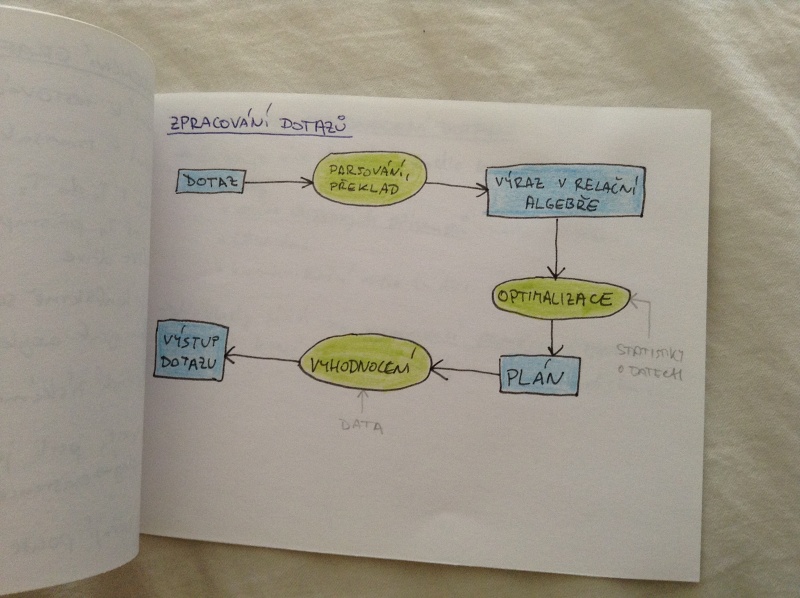 ZPRACOVÁNÍ DOTAZŮ
DOTAZ
PARSOVÁNÍ,
PŘEKLAD
VÝRAZ V RELAČNÍ
ALGEBŘE
OPTIMALIZACE
STATISTIKY
O DATECH
PLÁN
VYHODNOCENÍ
DATA
VÝSTUP
DOTAZU